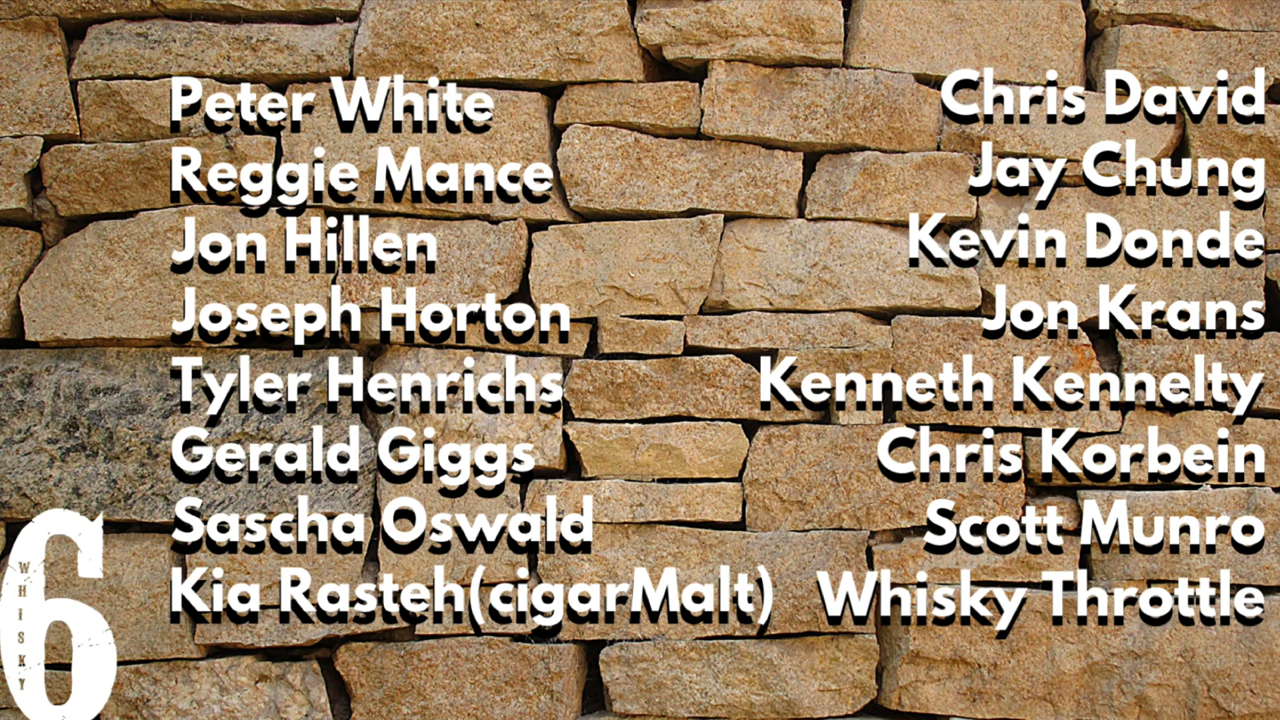 Peter White
Reggie Mance
Jon Hillen
Joseph Horton
Tyler Henrichs
Gerald Giggs
Sascha Oswald
Kia Rasteh(cigarMalt)
Chris David
Jay Chung
Kevin Donde
Jon Krans
Kenneth Kennelty
Chris Korbein
Scott Munro
Whisky Throttle
6
WHISKY